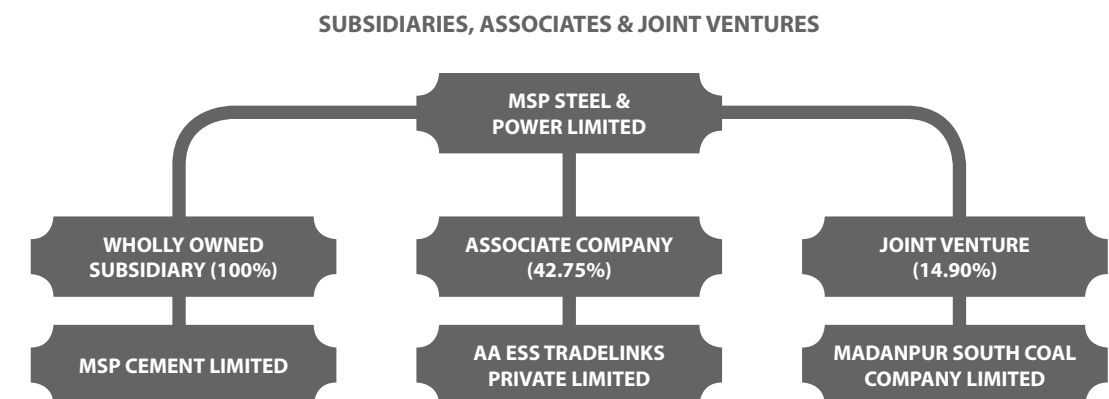 SUBSIDIARIES, ASSOCIATES & JOINT VENTURES
MSP STEEL &
POWER LIMITED
WHOLLY OWNED
SUBSIDIARY (100%)
ASSOCIATE COMPANY
(42.75%)
JOINT VENTURE
(14.90%)
MSP CEMENT LIMITED
AA ESS TRADELINKS
PRIVATE LIMITED
MADANPUR SOUTH COAL
COMPANY LIMITED